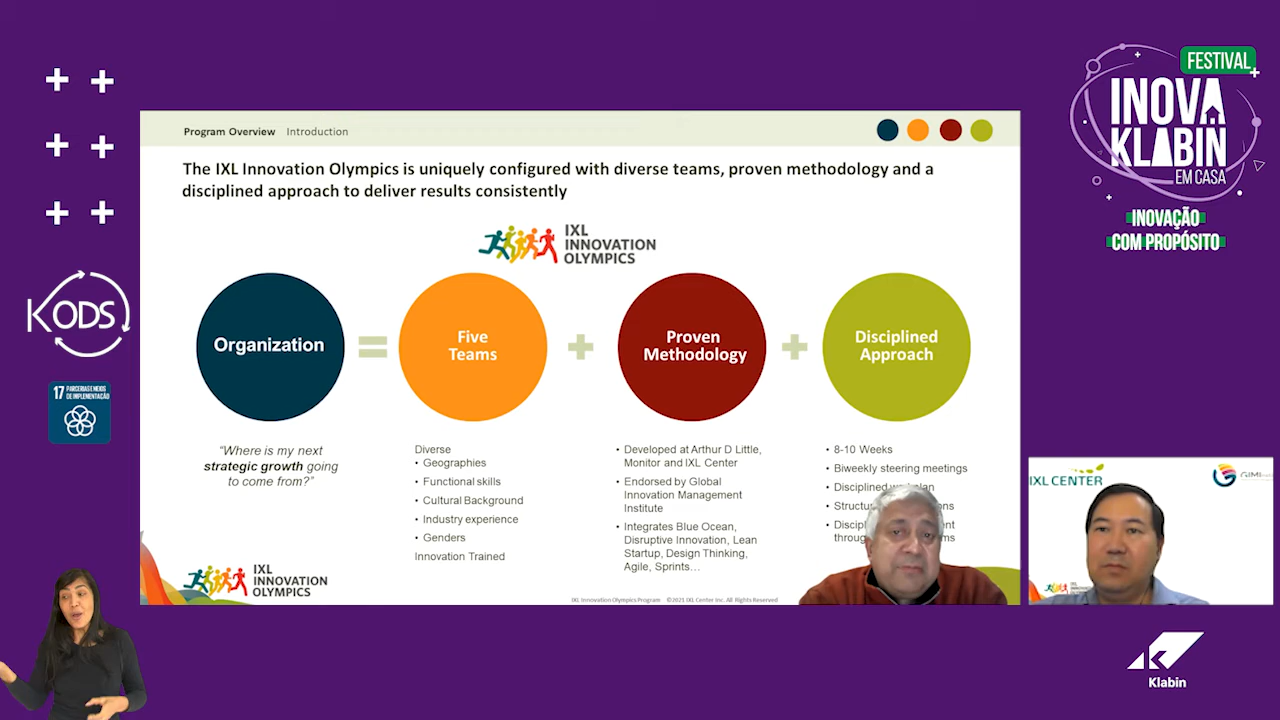 FESTIVAL
INOVA
KLABIN
EM CASA
INOVAÇÃO
COM PROPÓSITO
KODS
17 PARCERIAS E MEIOS
DE IMPLEMENTAÇÃO
Program Overview Introduction
The IXL Innovation Olympics is uniquely configured with diverse teams, proven methodology and a
disciplined approach to deliver results consistently
IXL
INNOVATION
OLYMPICS
Organization
=
Five
Teams
+
Proven
Methodology
+
Disciplined
Approach
“Where is my next
strategic growth going
to come from?”
Diverse
• Geographies
• Functional skills
• Cultural Background
• Industry experience
• Genders
Innovation Trained
• Developed at Arthur D Little,
Monitor and IXL Center
• Endorsed by Global
Innovation Management
Institute
• Integrates Blue Ocean,
Disruptive Innovation, Lean
Startup, Design Thinking,
Agile, Sprints…
• 8-10 Weeks
• Biweekly steering meetings
• Disciplined
IXL
INNOVATION
OLYMPICS
IXL Innovation Olympics Program ©2021 IXL Center Inc. All Rights Reserved
IXL CENTER
GIMI
Klabin